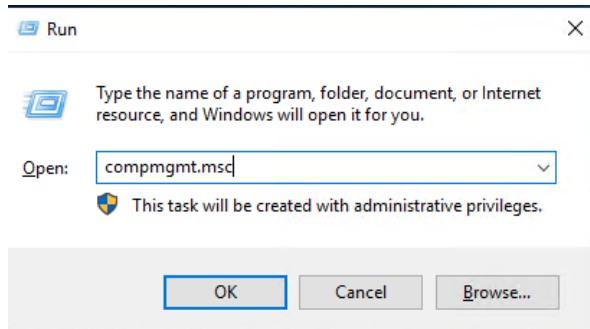 Run
Type the name of a program, folder, document, or Internet
resource, and Windows will open it for you.
Open: compmgmt.msc
This task will be created with administrative privileges.
OK Cancel Browse...